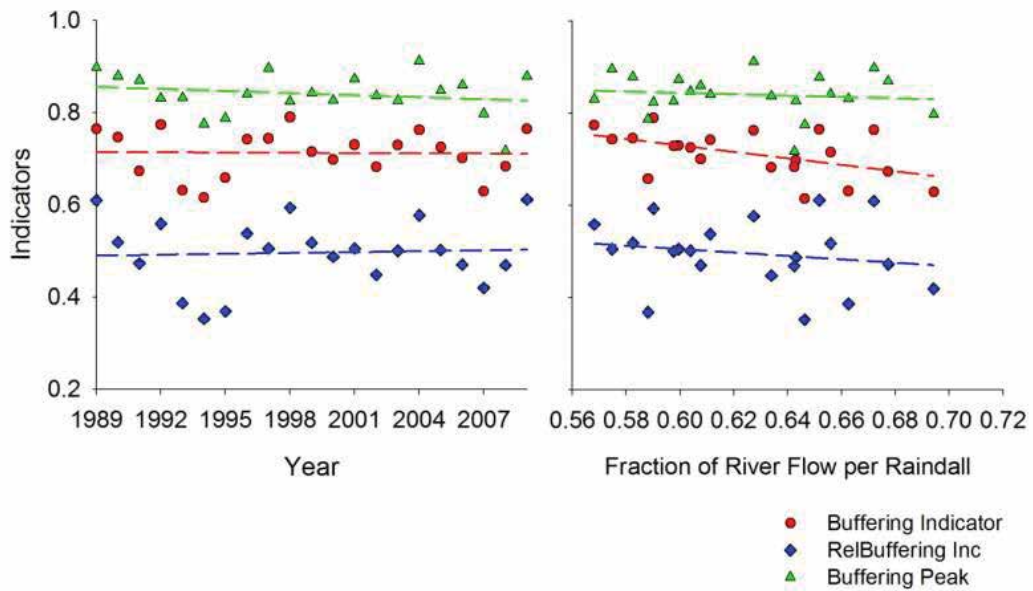 Indicators
1.0
0.8
0.6
0.4
0.2
1989 1992 1995 1998 2001 2004 2007
Year
0.56 0.58 0.60 0.62 0.64 0.66 0.68 0.70 0.72
Fraction of River Flow per Raindall
Buffering Indicator
RelBuffering Inc
Buffering Peak